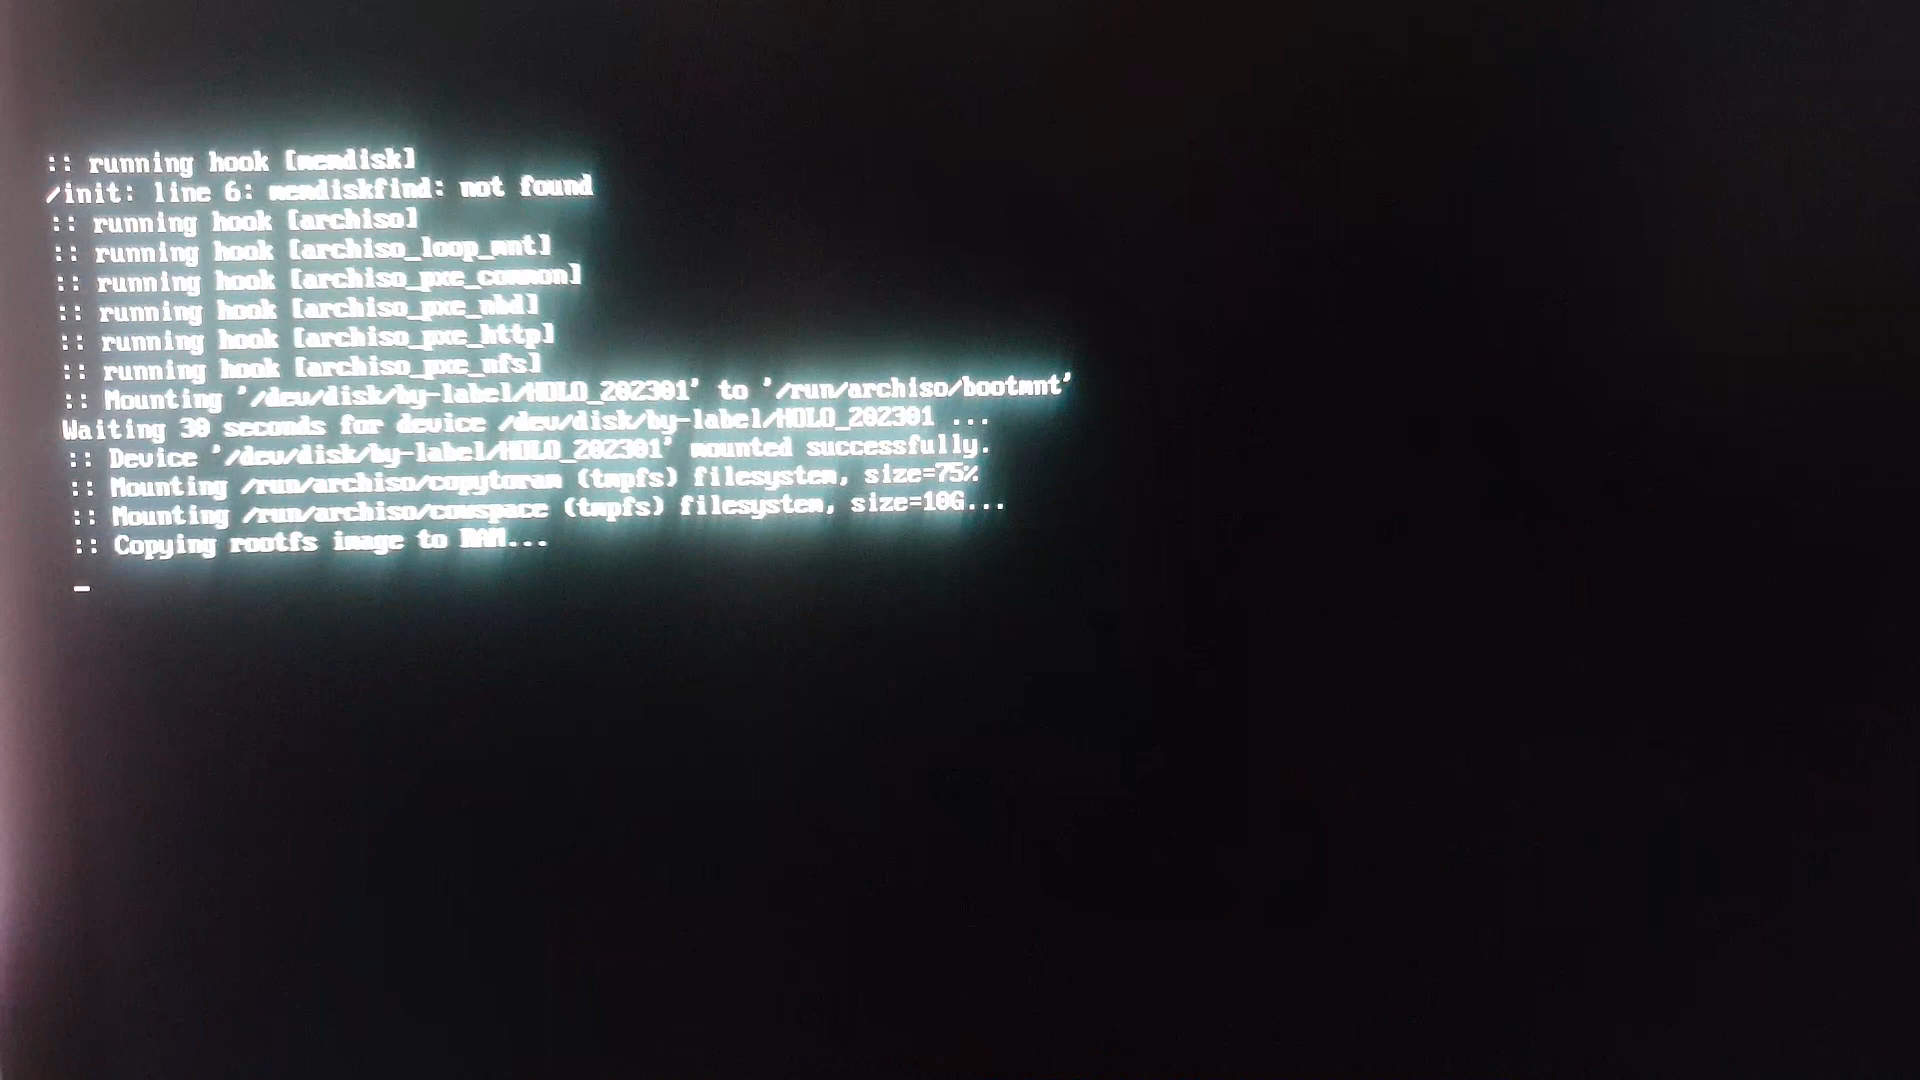 :: running hook [memdisk]
/init: line 6: memdiskfind: not found
:: running hook [archiso]
:: running hook [archiso_loop_mnt]
:: running hook [archiso_pxe_common]
:: running hook [archiso_pxe_nbd]
:: running hook [archiso_pxe_http]
:: running hook [archiso_pxe_nfs]
:: Mounting '/dev/disk/by-label/HOLO_202301' to '/run/archiso/bootmnt'
Waiting 30 seconds for device /dev/disk/by-label/HOLO_202301 ...
:: Device '/dev/disk/by-label/HOLO_202301' mounted successfully.
:: Mounting /run/archiso/copytoram (tmpfs) filesystem, size=75%
:: Mounting /run/archiso/cowspace (tmpfs) filesystem, size=10G...
:: Copying rootfs image to RAM...
_